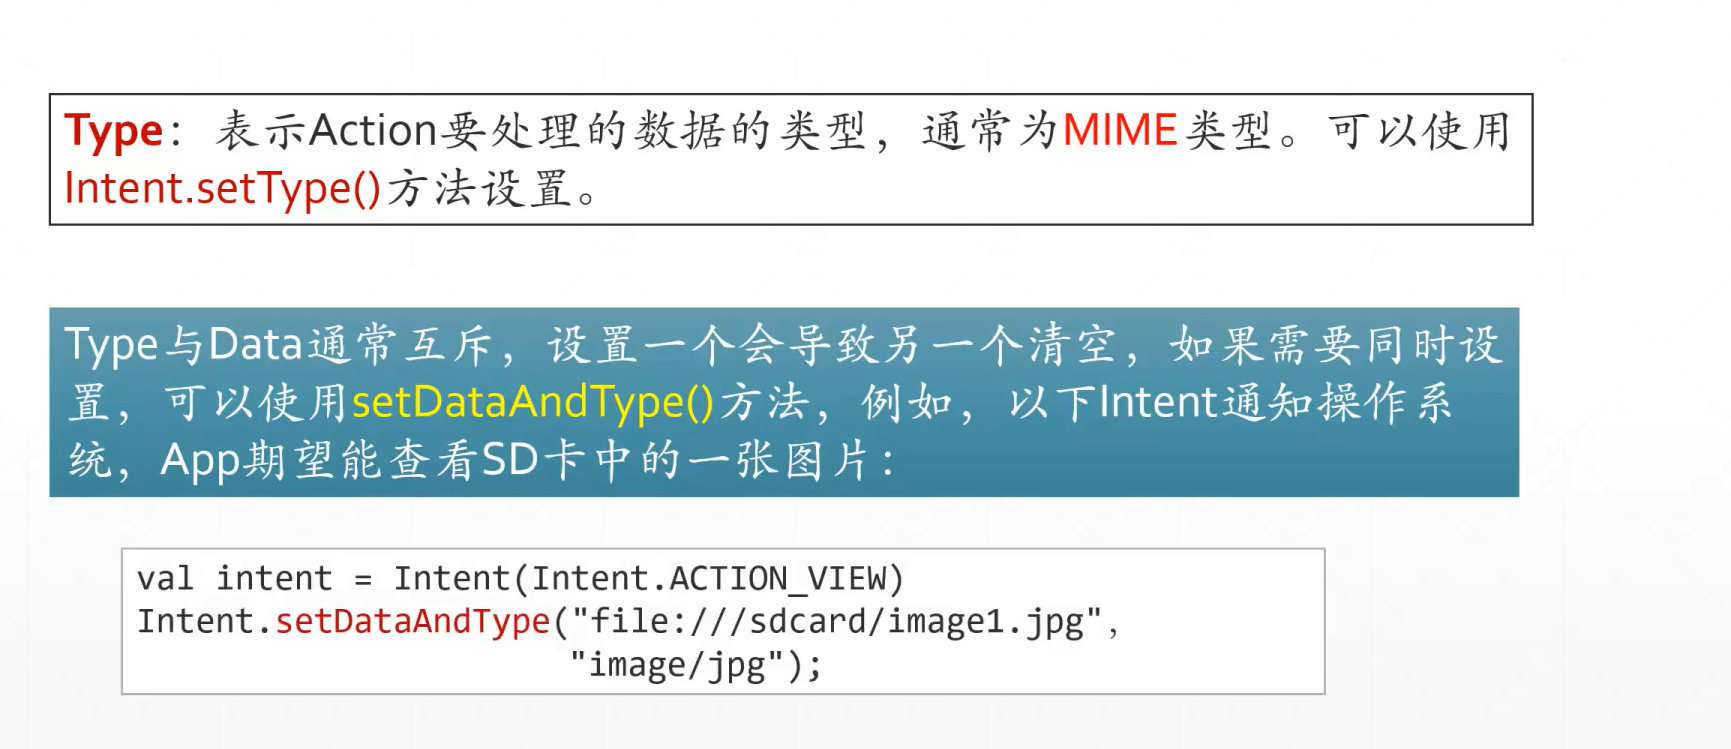 Type：表示Action要处理的数据的类型，通常为MIME类型。可以使用
Intent.setType()方法设置。
Type与Data通常互斥，设置一个会导致另一个清空，如果需要同时设
置，可以使用setDataAndType()方法，例如，以下Intent通知操作系
统，App期望能查看SD卡中的一张图片：
val intent = Intent(Intent.ACTION_VIEW)
Intent.setDataAndType("file:///sdcard/image1.jpg",
"image/jpg");